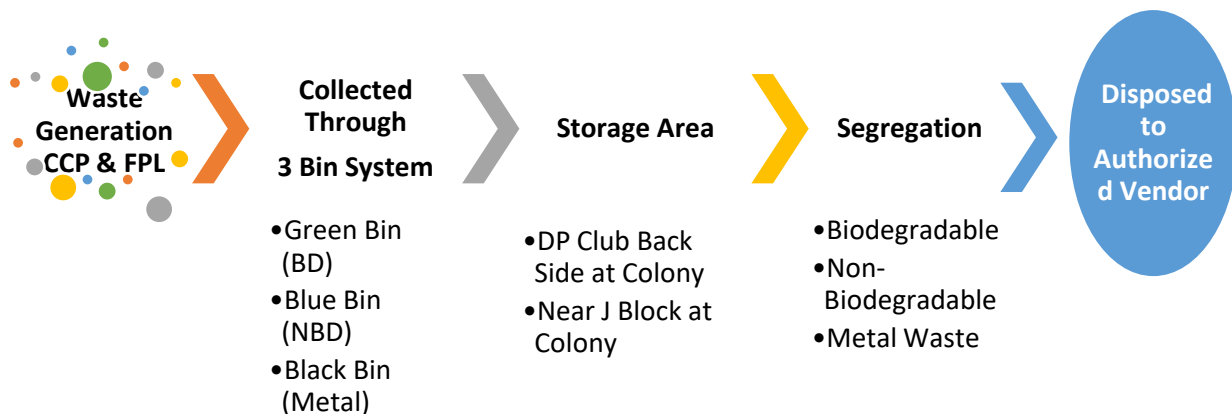 Waste
Generation
CCP & FPL
Collected
Through
3 Bin System
•Green Bin
(BD)
•Blue Bin
(NBD)
•Black Bin
(Metal)
Storage Area
•DP Club Back
Side at Colony
•Near J Block at
Colony
Segregation
•Biodegradable
•Non-
Biodegradable
•Metal Waste
Disposed
to
Authorize
d Vendor